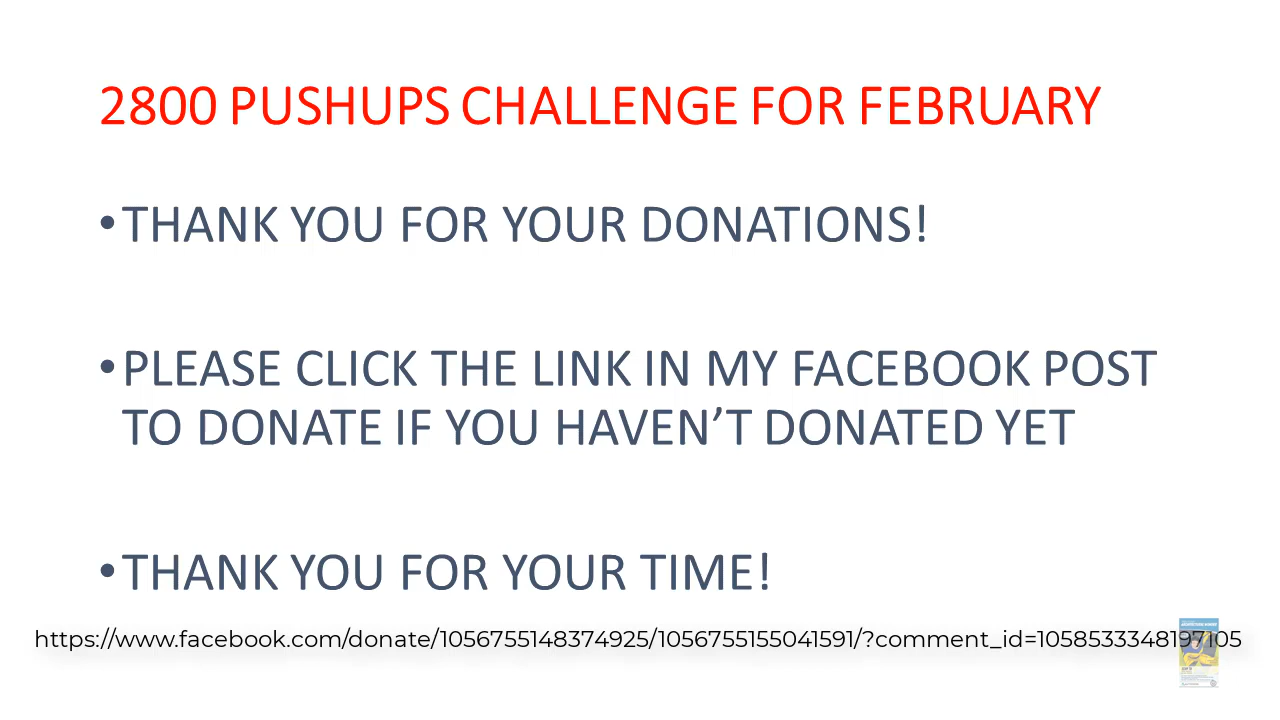 2800 PUSHUPS CHALLENGE FOR FEBRUARY
•THANK YOU FOR YOUR DONATIONS!
•PLEASE CLICK THE LINK IN MY FACEBOOK POST
TO DONATE IF YOU HAVEN’T DONATED YET
•THANK YOU FOR YOUR TIME!
https://www.facebook.com/donate/1056755148374925/1056755155041591/?comment_id=1058533348197105